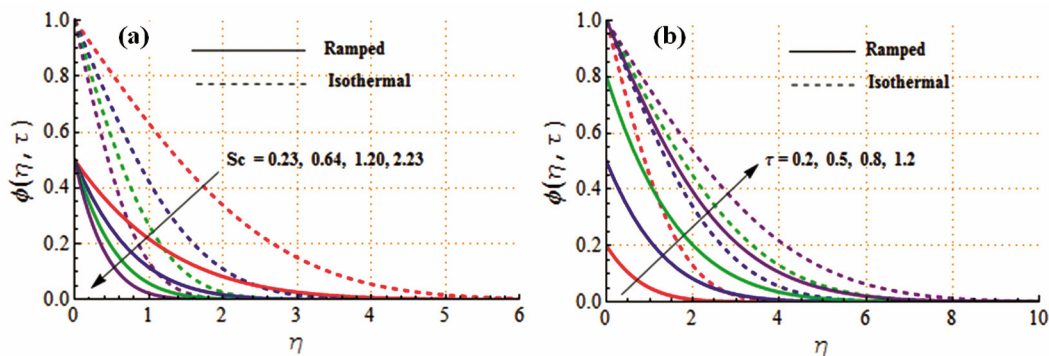 (a)
Ramped
Isothermal
Sc = 0.23, 0.64, 1.20, 2.23
ϕ(η, τ)
1.0
0.8
0.6
0.4
0.2
0.0
0 1 2 3 4 5 6
η
(b)
Ramped
Isothermal
τ = 0.2, 0.5, 0.8, 1.2
ϕ(η, τ)
1.0
0.8
0.6
0.4
0.2
0.0
0 2 4 6 8 10
η